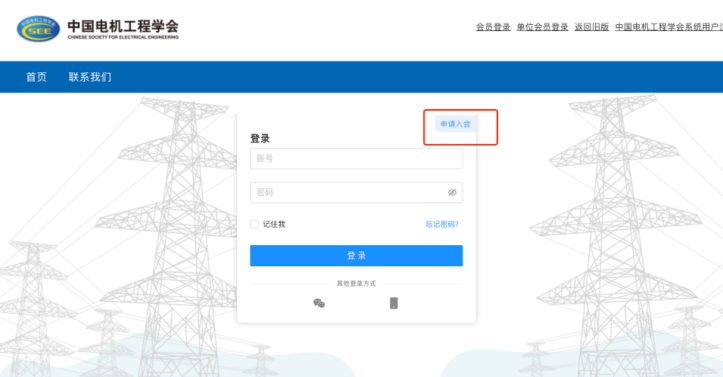 SEE
中国电机工程学会
CHINESE SOCIETY FOR ELECTRICAL ENGINEERING
会员登录 单位会员登录 返回旧版 中国电机工程学会系统用户注
首页 联系我们
申请入会
登录
账号
密码
记住我 忘记密码?
登 录
其他登录方式